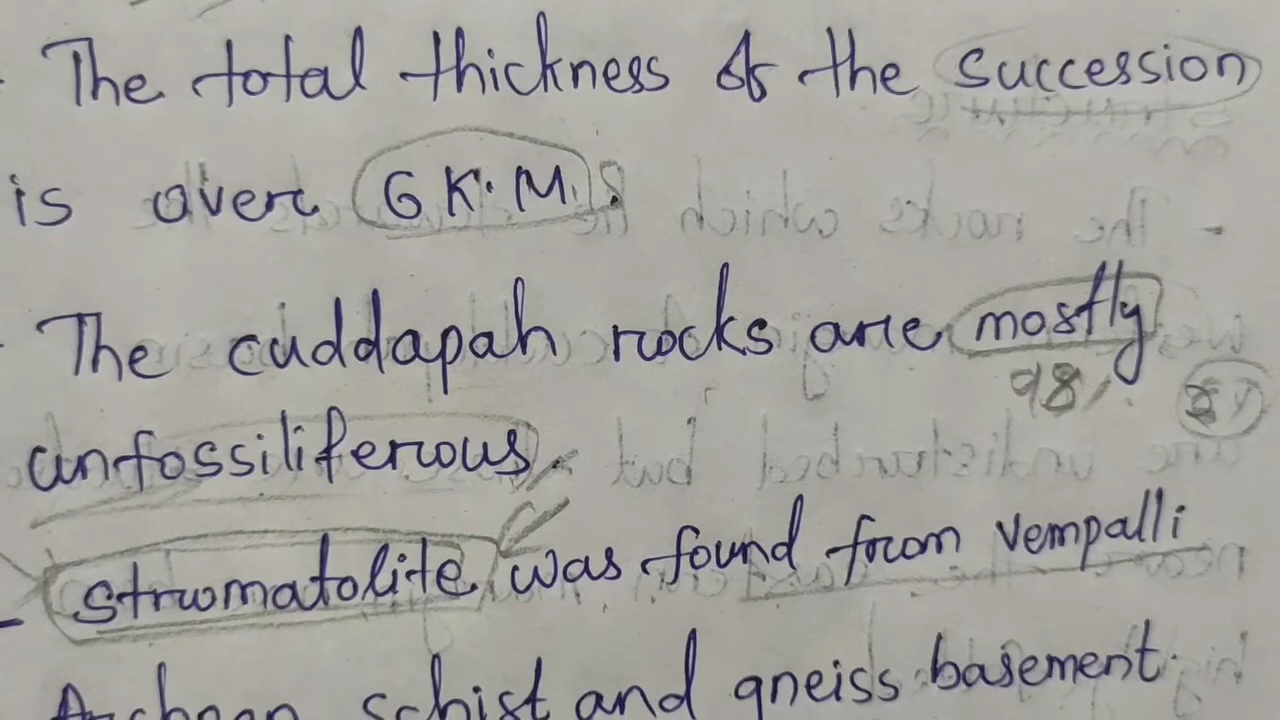 The total thickness of the succession
is over 6 K.M.
The cuddapah rocks are mostly
98%
unfossiliferous.
- stromatolite was found from Vempalli
Archean schist and gneiss basement.